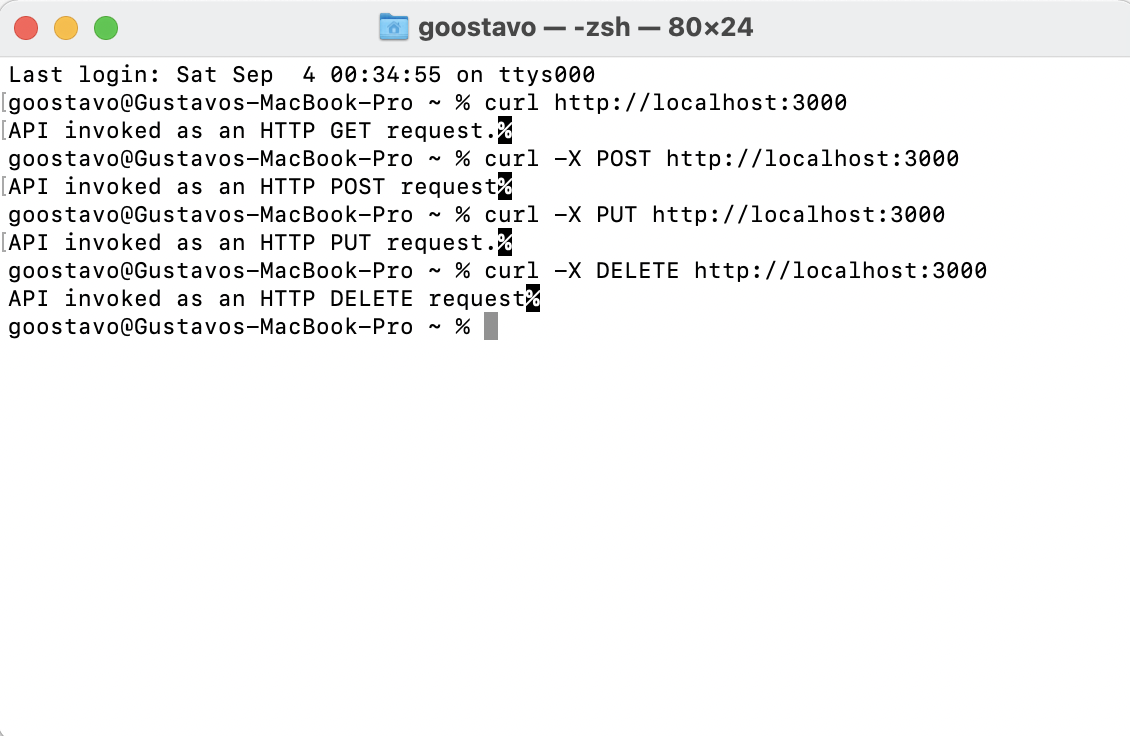 goostavo — -zsh — 80×24
Last login: Sat Sep  4 00:34:55 on ttys000
[goostavo@Gustavos-MacBook-Pro ~ % curl http://localhost:3000
[API invoked as an HTTP GET request.%
goostavo@Gustavos-MacBook-Pro ~ % curl -X POST http://localhost:3000
[API invoked as an HTTP POST request%
goostavo@Gustavos-MacBook-Pro ~ % curl -X PUT http://localhost:3000
[API invoked as an HTTP PUT request.%
goostavo@Gustavos-MacBook-Pro ~ % curl -X DELETE http://localhost:3000
API invoked as an HTTP DELETE request%
goostavo@Gustavos-MacBook-Pro ~ %